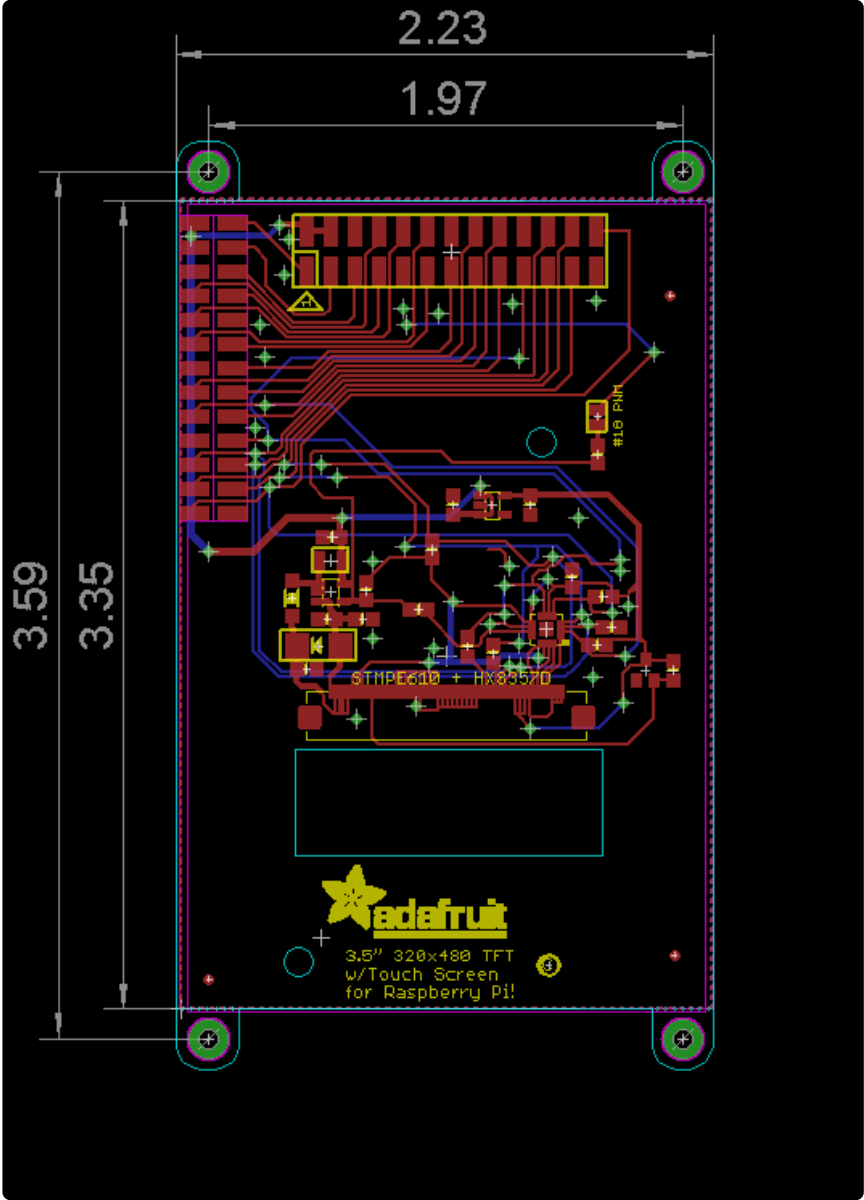 2.23
1.97
3.59
3.35
#18 PWM
STMPE610 + HX8357D
adafruit
3.5" 320x480 TFT
w/Touch Screen
for Raspberry Pi!